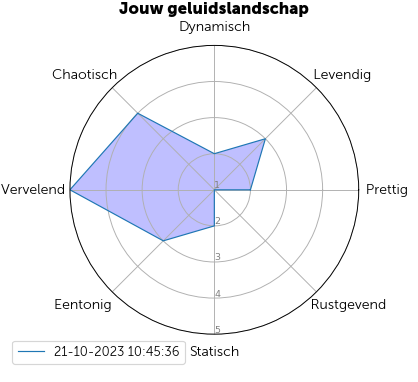 Jouw geluidslandschap
Dynamisch
Chaotisch
Levendig
Vervelend
1
Prettig
2
3
4
Eentonig
Rustgevend
5
21-10-2023 10:45:36
Statisch